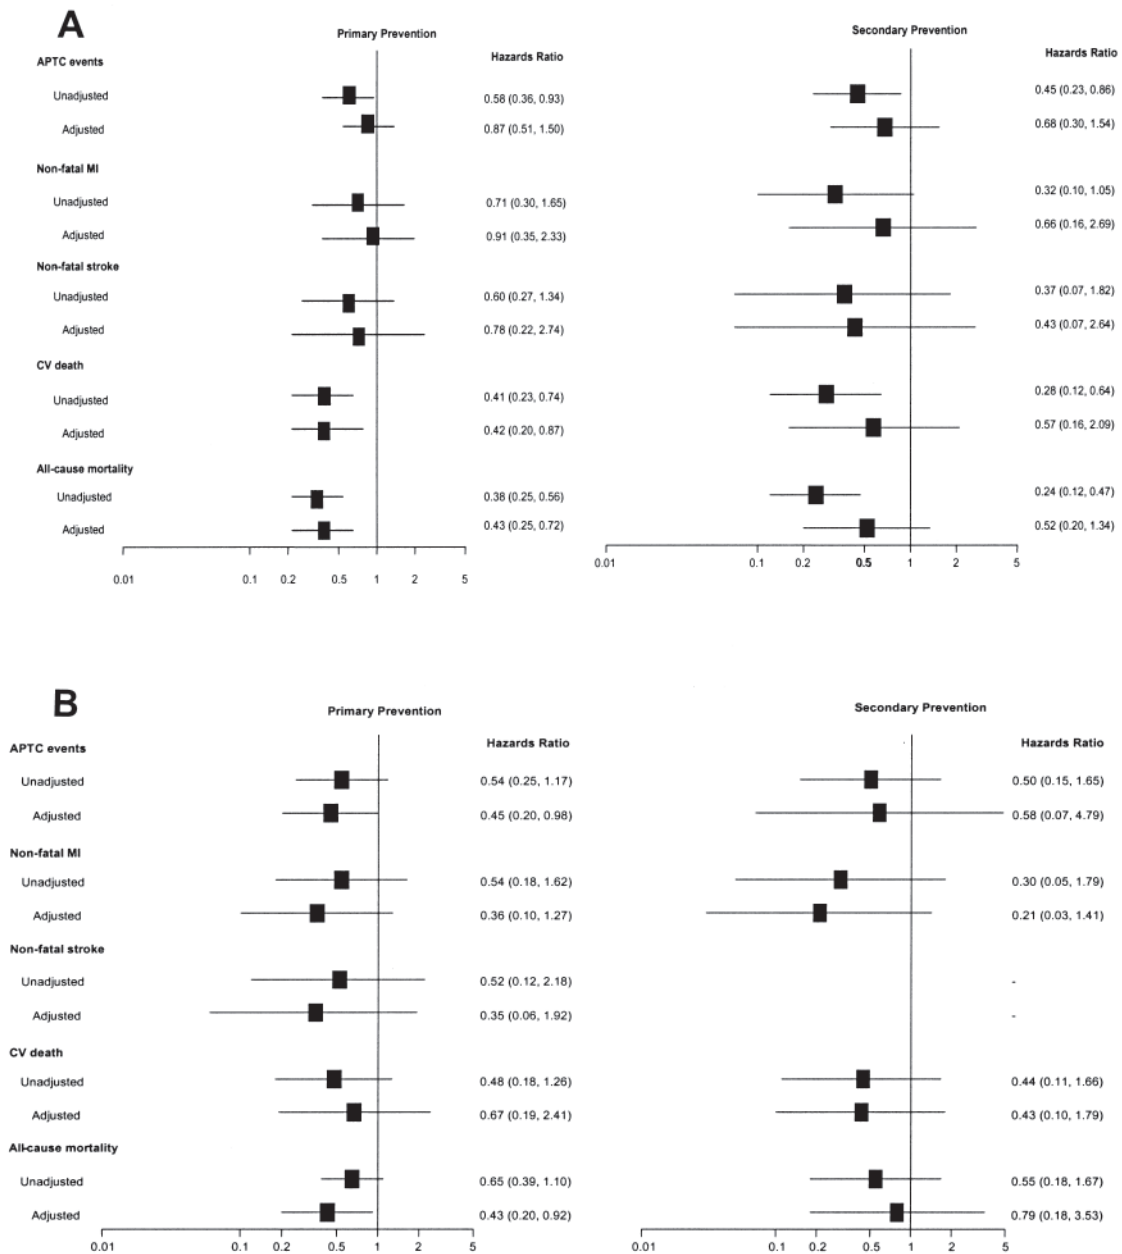 A
Primary Prevention
Hazards Ratio
APTC events
Unadjusted 0.58 (0.36, 0.93)
Adjusted 0.87 (0.51, 1.50)
Non-fatal MI
Unadjusted 0.71 (0.30, 1.65)
Adjusted 0.91 (0.35, 2.33)
Non-fatal stroke
Unadjusted 0.60 (0.27, 1.34)
Adjusted 0.78 (0.22, 2.74)
CV death
Unadjusted 0.41 (0.23, 0.74)
Adjusted 0.42 (0.20, 0.87)
All-cause mortality
Unadjusted 0.38 (0.25, 0.56)
Adjusted 0.43 (0.25, 0.72)
0.01 0.1 0.2 0.5 1 2 5
Secondary Prevention
Hazards Ratio
0.45 (0.23, 0.86)
0.68 (0.30, 1.54)
0.32 (0.10, 1.05)
0.66 (0.16, 2.69)
0.37 (0.07, 1.82)
0.43 (0.07, 2.64)
0.28 (0.12, 0.64)
0.57 (0.16, 2.09)
0.24 (0.12, 0.47)
0.52 (0.20, 1.34)
0.01 0.1 0.2 0.5 1 2 5
B
Primary Prevention
Hazards Ratio
APTC events
Unadjusted 0.54 (0.25, 1.17)
Adjusted 0.45 (0.20, 0.98)
Non-fatal MI
Unadjusted 0.54 (0.18, 1.62)
Adjusted 0.36 (0.10, 1.27)
Non-fatal stroke
Unadjusted 0.52 (0.12, 2.18)
Adjusted 0.35 (0.06, 1.92)
CV death
Unadjusted 0.48 (0.18, 1.26)
Adjusted 0.67 (0.19, 2.41)
All-cause mortality
Unadjusted 0.65 (0.39, 1.10)
Adjusted 0.43 (0.20, 0.92)
0.01 0.1 0.2 0.5 1 2 5
Secondary Prevention
Hazards Ratio
0.50 (0.15, 1.65)
0.58 (0.07, 4.79)
0.30 (0.05, 1.79)
0.21 (0.03, 1.41)
-
-
0.44 (0.11, 1.66)
0.43 (0.10, 1.79)
0.55 (0.18, 1.67)
0.79 (0.18, 3.53)
0.01 0.1 0.2 0.5 1 2 5